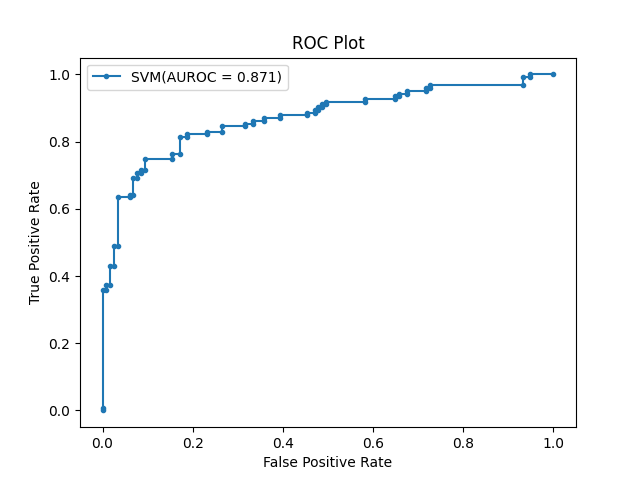 ROC Plot
SVM(AUROC = 0.871)
1.0
0.8
0.6
0.4
0.2
0.0
True Positive Rate
0.0 0.2 0.4 0.6 0.8 1.0
False Positive Rate